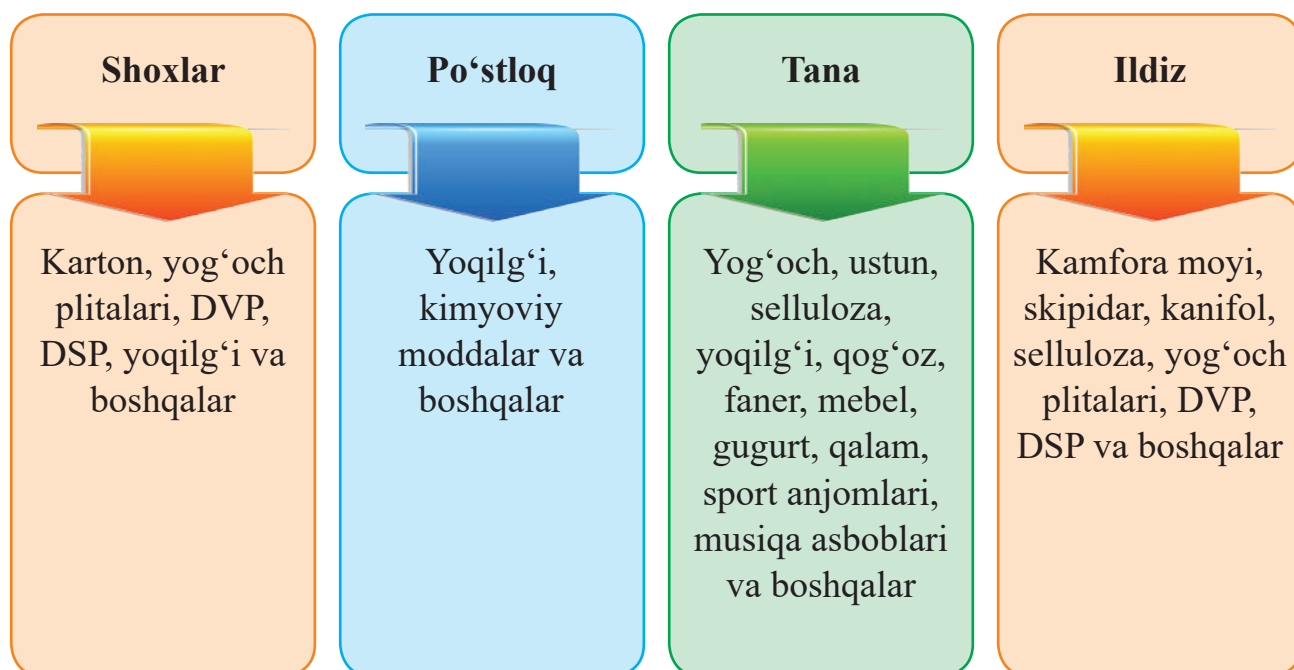 Shoxlar
Karton, yog‘och
plitalari, DVP,
DSP, yoqilg‘i va
boshqalar
Po‘stloq
Yoqilg‘i,
kimyoviy
moddalar va
boshqalar
Tana
Yog‘och, ustun,
selluloza,
yoqilg‘i, qog‘oz,
faner, mebel,
gugurt, qalam,
sport anjomlari,
musiqa asboblari
va boshqalar
Ildiz
Kamfora moyi,
skipidar, kanifol,
selluloza, yog‘och
plitalari, DVP,
DSP va boshqalar